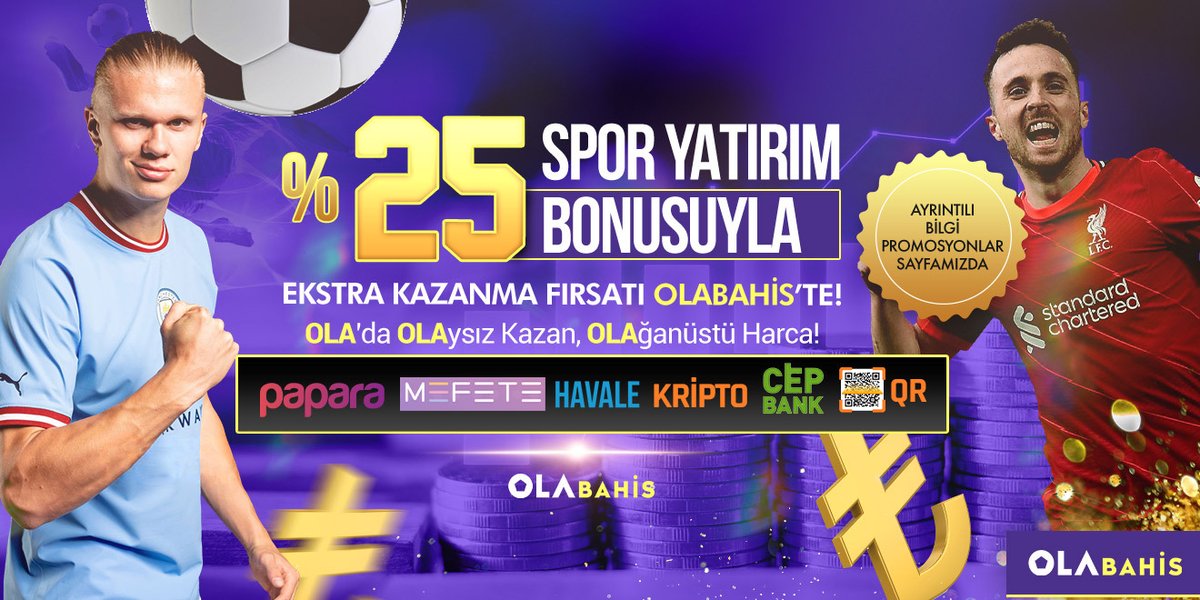 %25 SPOR YATIRIM
BONUSUYLA
EKSTRA KAZANMA FIRSATI OLABAHİS'TE!
OLA'da OLAysız Kazan, OLAğanüstü Harca!
papara MEFETE HAVALE KRİPTO CEP BANK QR
OLABAHİS
AYRINTILI
BİLGİ
PROMOSYONLAR
SAYFAMIZDA
L.F.C.
standard
chartered
OLABAHİS